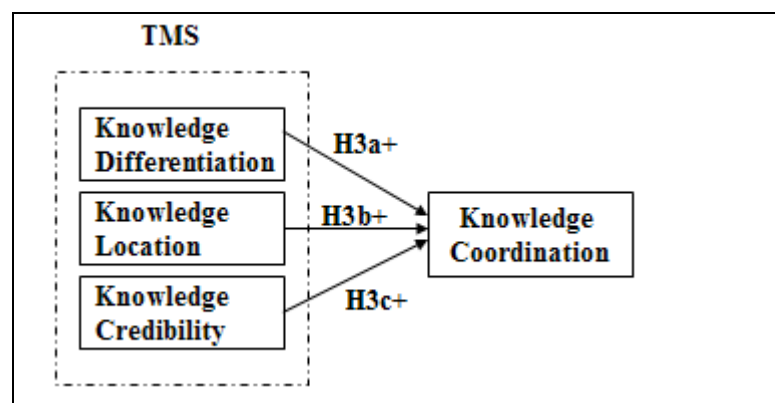 TMS
Knowledge
Differentiation
H3a+
Knowledge
Location
H3b+
Knowledge
Coordination
Knowledge
Credibility
H3c+